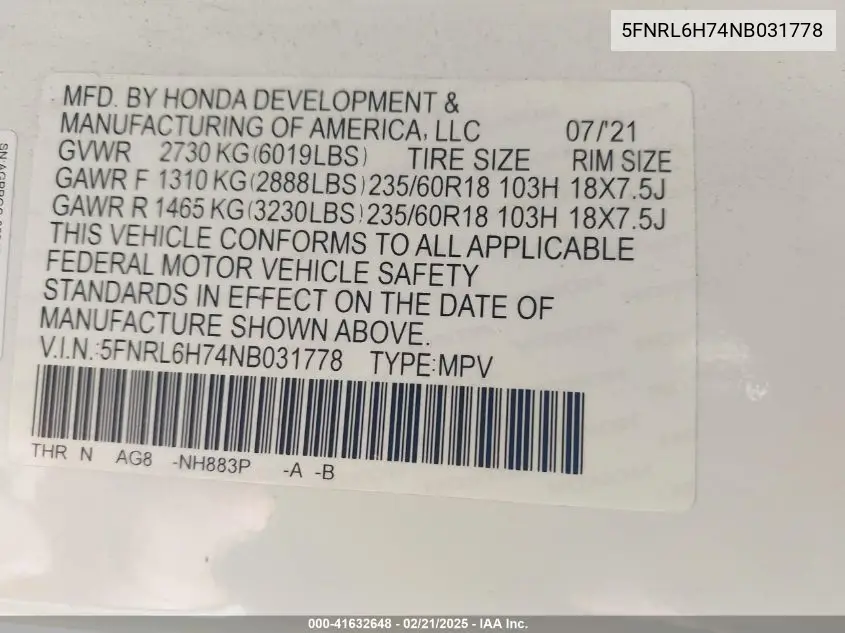 5FNRL6H74NB031778
MFD. BY HONDA DEVELOPMENT &
MANUFACTURING OF AMERICA, LLC 07/'21
GVWR 2730 KG(6019LBS) TIRE SIZE RIM SIZE
GAWR F 1310 KG(2888LBS) 235/60R18 103H 18X7.5J
GAWR R 1465 KG(3230LBS) 235/60R18 103H 18X7.5J
THIS VEHICLE CONFORMS TO ALL APPLICABLE
FEDERAL MOTOR VEHICLE SAFETY
STANDARDS IN EFFECT ON THE DATE OF
MANUFACTURE SHOWN ABOVE.
V.I.N.:5FNRL6H74NB031778 TYPE:MPV
THR N AG8 -NH883P -A -B
000-41632648 - 02/21/2025 - IAA Inc.